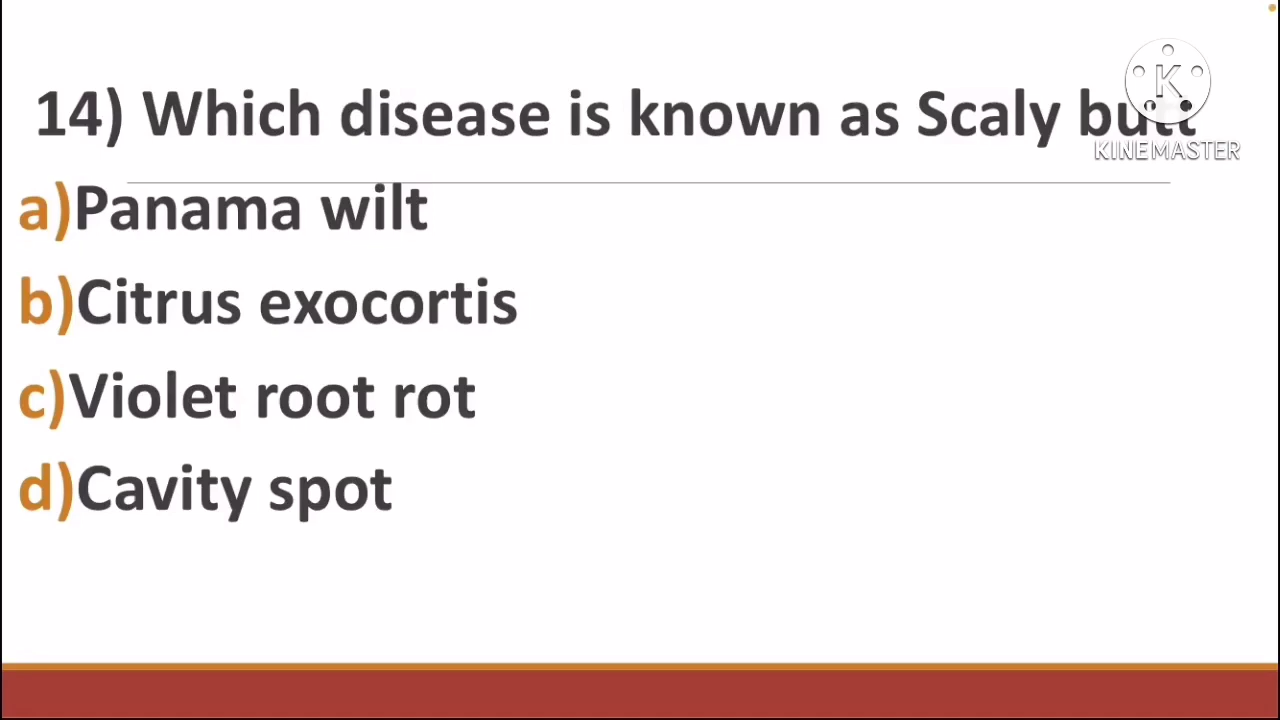 14) Which disease is known as Scaly butt
K
KINEMASTER
a)Panama wilt
b)Citrus exocortis
c)Violet root rot
d)Cavity spot